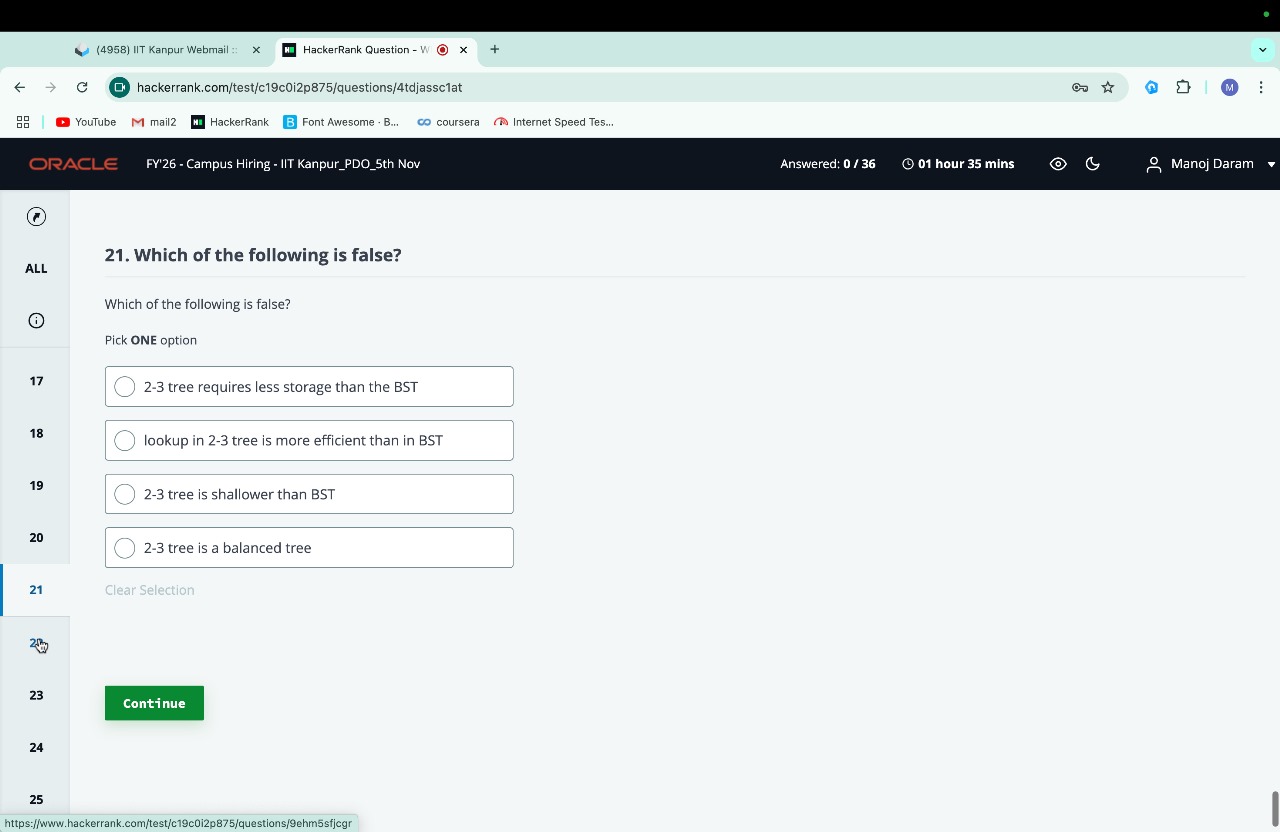 (4958) IIT Kanpur Webmail ::
HackerRank Question - W
hackerrank.com/test/c19c0i2p875/questions/4tdjassc1at
M
YouTube
mail2
HackerRank
Font Awesome · B...
coursera
Internet Speed Tes...
ORACLE
FY'26 - Campus Hiring - IIT Kanpur_PDO_5th Nov
Answered: 0 / 36
01 hour 35 mins
Manoj Daram
ALL
17
18
19
20
21
23
24
25
21. Which of the following is false?
Which of the following is false?
Pick ONE option
2-3 tree requires less storage than the BST
lookup in 2-3 tree is more efficient than in BST
2-3 tree is shallower than BST
2-3 tree is a balanced tree
Clear Selection
Continue
https://www.hackerrank.com/test/c19c0i2p875/questions/9ehm5sfjcgr